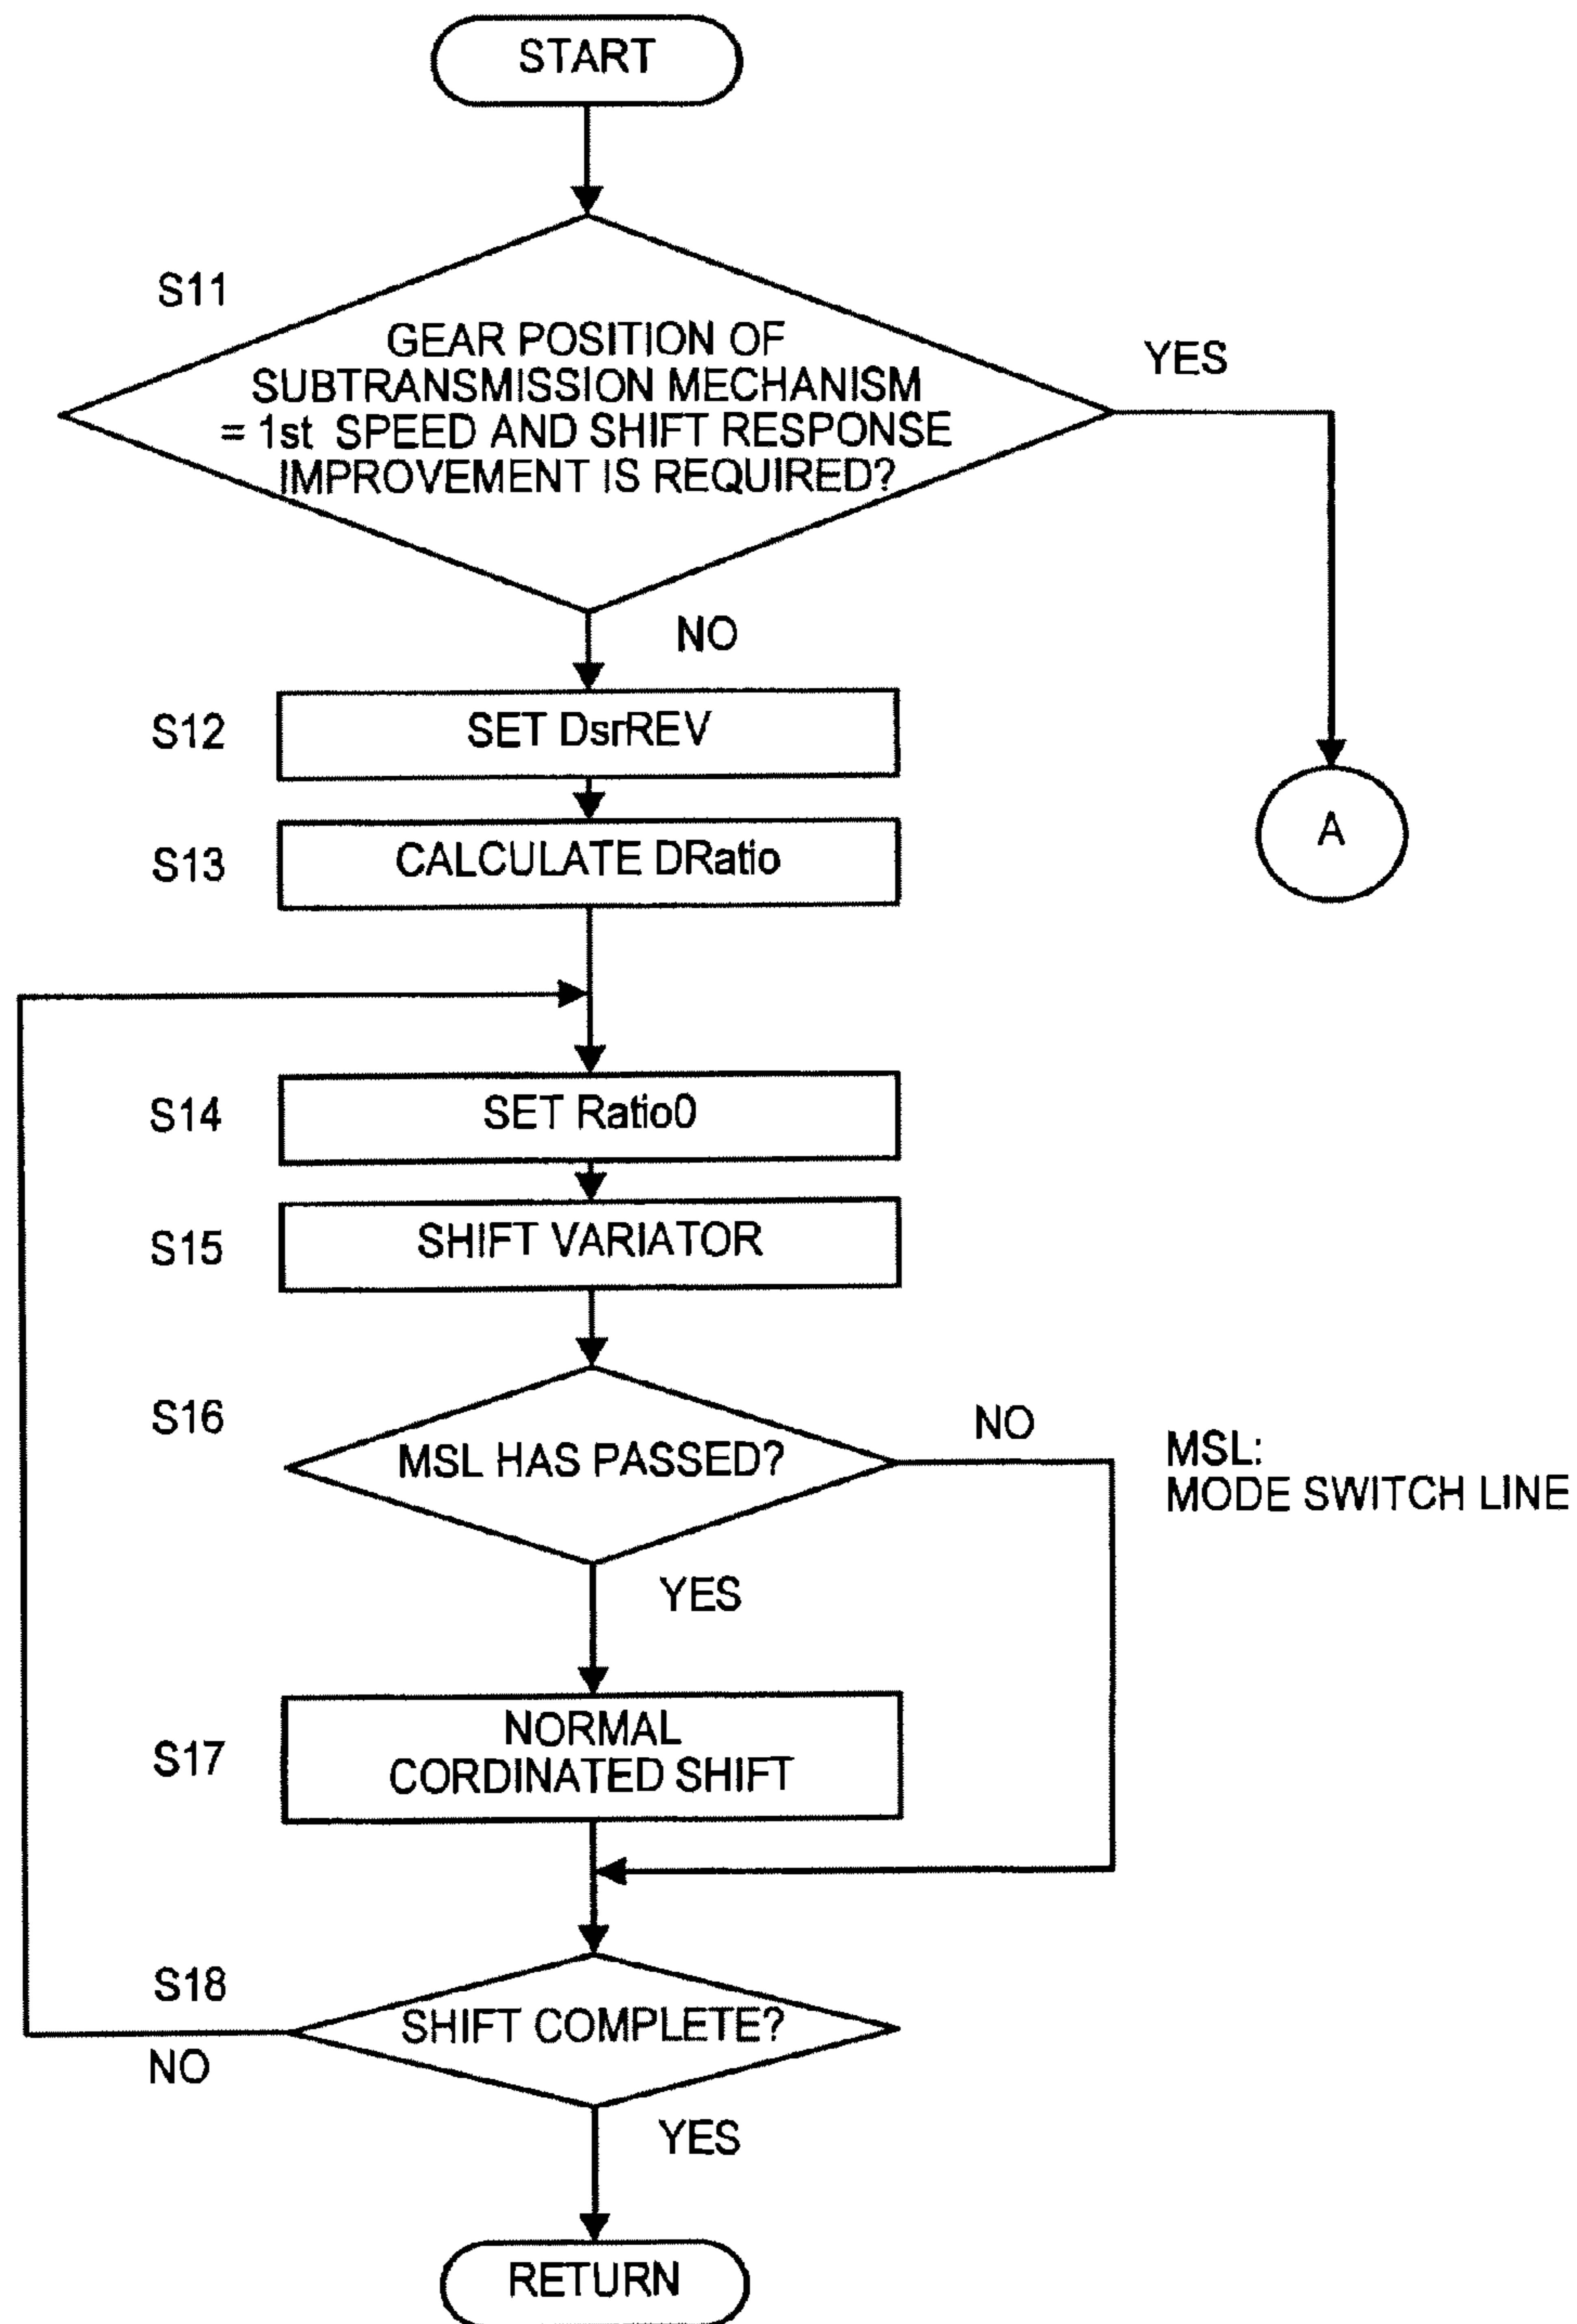 START
S11
GEAR POSITION OF
SUBTRANSMISSION MECHANISM
= 1st SPEED AND SHIFT RESPONSE
IMPROVEMENT IS REQUIRED?
YES
NO
S12
SET DsrREV
S13
CALCULATE DRatio
A
S14
SET Ratio0
S15
SHIFT VARIATOR
S16
MSL HAS PASSED?
NO
MSL:
MODE SWITCH LINE
YES
S17
NORMAL
CORDINATED SHIFT
S18
SHIFT COMPLETE?
NO
YES
RETURN